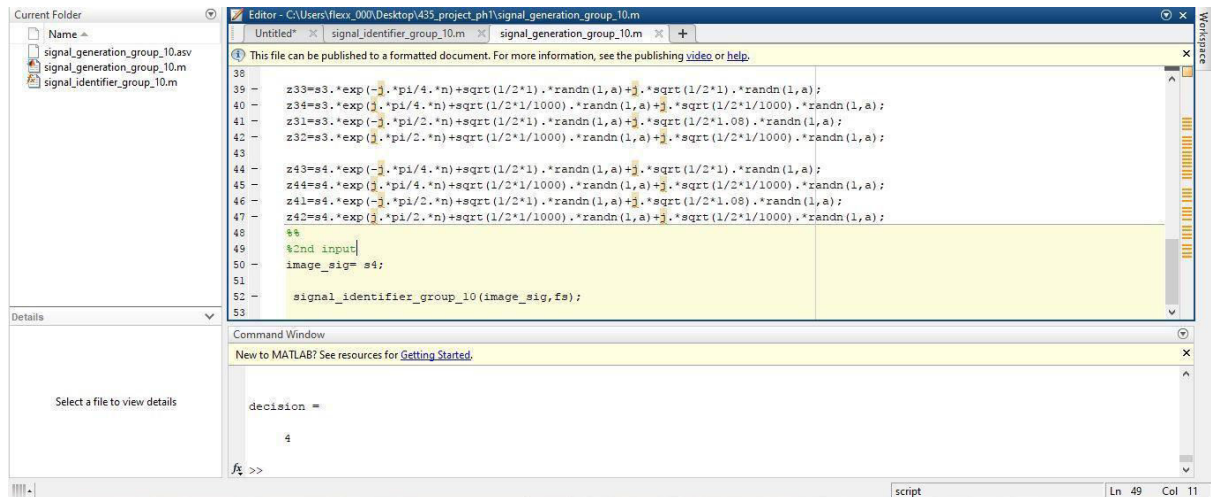 Current Folder
Name
signal_generation_group_10.asv
signal_generation_group_10.m
signal_identifier_group_10.m
Details
Select a file to view details
Editor - C:\Users\flexx_000\Desktop\435_project_ph1\signal_generation_group_10.m
Untitled* signal_identifier_group_10.m signal_generation_group_10.m +
This file can be published to a formatted document. For more information, see the publishing video or help.
38
39 - z33=s3.*exp(-j.*pi/4.*n)+sqrt(1/2*1).*randn(1,a)+j.*sqrt(1/2*1).*randn(1,a);
40 - z34=s3.*exp(j.*pi/4.*n)+sqrt(1/2*1/1000).*randn(1,a)+j.*sqrt(1/2*1/1000).*randn(1,a);
41 - z31=s3.*exp(-j.*pi/2.*n)+sqrt(1/2*1.08).*randn(1,a)+j.*sqrt(1/2*1.08).*randn(1,a);
42 - z32=s3.*exp(j.*pi/2.*n)+sqrt(1/2*1/1000).*randn(1,a)+j.*sqrt(1/2*1/1000).*randn(1,a);
43
44 - z43=s4.*exp(-j.*pi/4.*n)+sqrt(1/2*1).*randn(1,a)+j.*sqrt(1/2*1).*randn(1,a);
45 - z44=s4.*exp(j.*pi/4.*n)+sqrt(1/2*1/1000).*randn(1,a)+j.*sqrt(1/2*1/1000).*randn(1,a);
46 - z41=s4.*exp(-j.*pi/2.*n)+sqrt(1/2*1.08).*randn(1,a)+j.*sqrt(1/2*1.08).*randn(1,a);
47 - z42=s4.*exp(j.*pi/2.*n)+sqrt(1/2*1/1000).*randn(1,a)+j.*sqrt(1/2*1/1000).*randn(1,a);
48 %%
49 %2nd input
50 - image_sig= s4;
51
52 - signal_identifier_group_10(image_sig,fs);
53
Command Window
New to MATLAB? See resources for Getting Started.
decision =
4
fx >>
Workspace
script Ln 49 Col 11